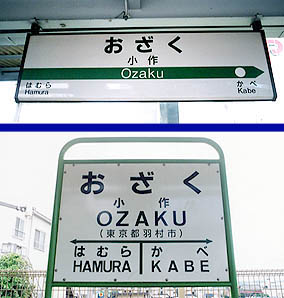 おざく
小作
Ozaku
はむら かべ
Hamura Kabe
おざく
小作
OZAKU
(東京都羽村市)
はむら かべ
HAMURA KABE